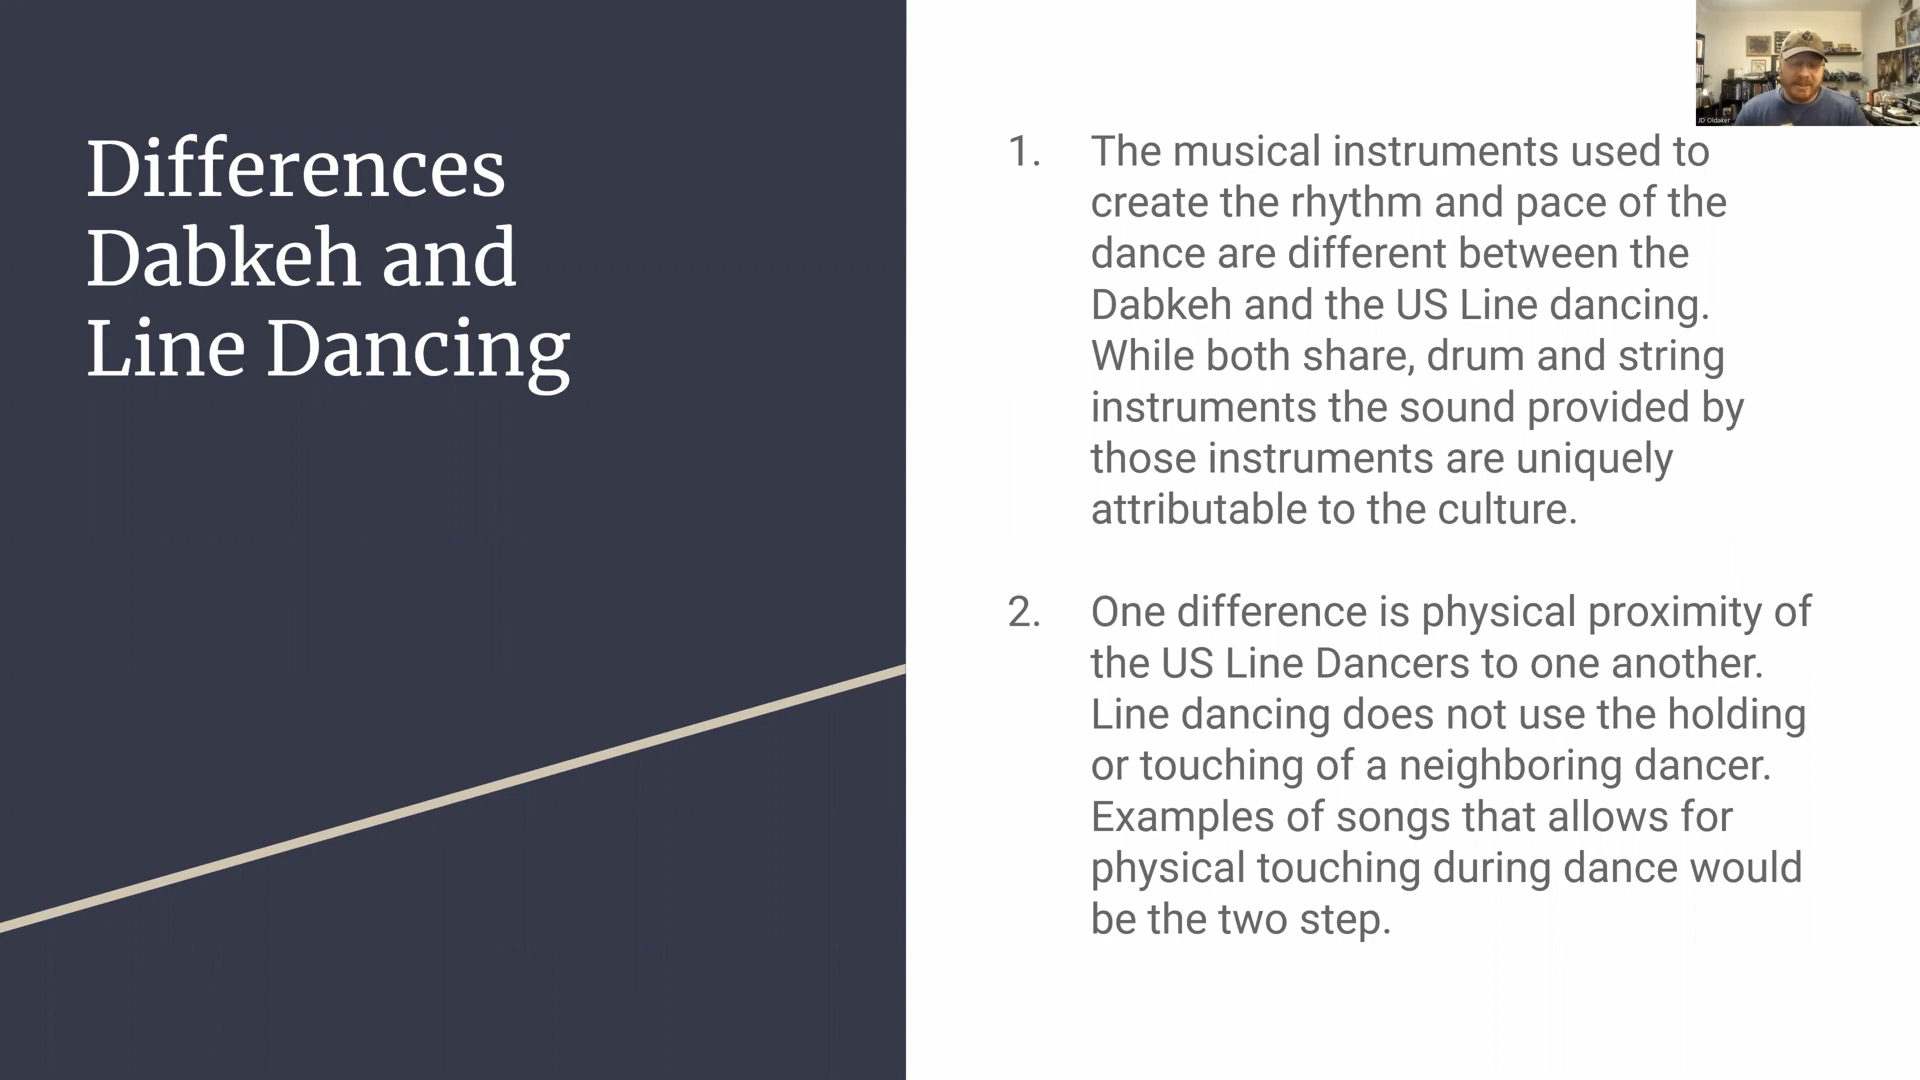 Differences
Dabkeh and
Line Dancing
1. The musical instruments used to
create the rhythm and pace of the
dance are different between the
Dabkeh and the US Line dancing.
While both share, drum and string
instruments the sound provided by
those instruments are uniquely
attributable to the culture.
2. One difference is physical proximity of
the US Line Dancers to one another.
Line dancing does not use the holding
or touching of a neighboring dancer.
Examples of songs that allows for
physical touching during dance would
be the two step.
JD Oldaker